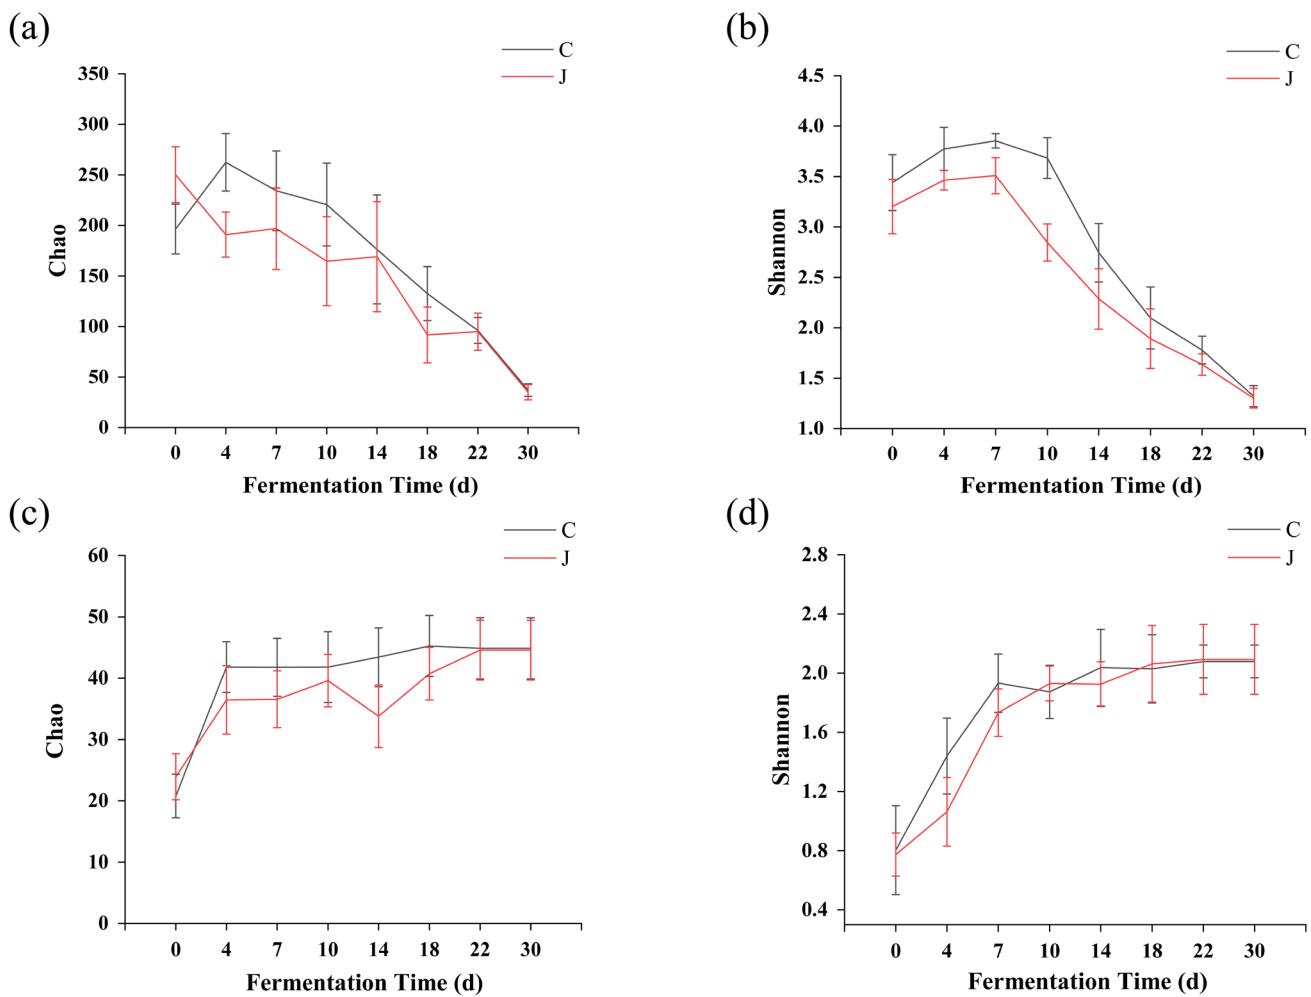 (a)
C
J
350
300
250
200
150
100
50
0
Chao
0 4 7 10 14 18 22 30
Fermentation Time (d)
(b)
C
J
4.5
4.0
3.5
3.0
2.5
2.0
1.5
1.0
Shannon
0 4 7 10 14 18 22 30
Fermentation Time (d)
(c)
C
J
60
50
40
30
20
10
0
Chao
0 4 7 10 14 18 22 30
Fermentation Time (d)
(d)
C
J
2.8
2.4
2.0
1.6
1.2
0.8
0.4
Shannon
0 4 7 10 14 18 22 30
Fermentation Time (d)